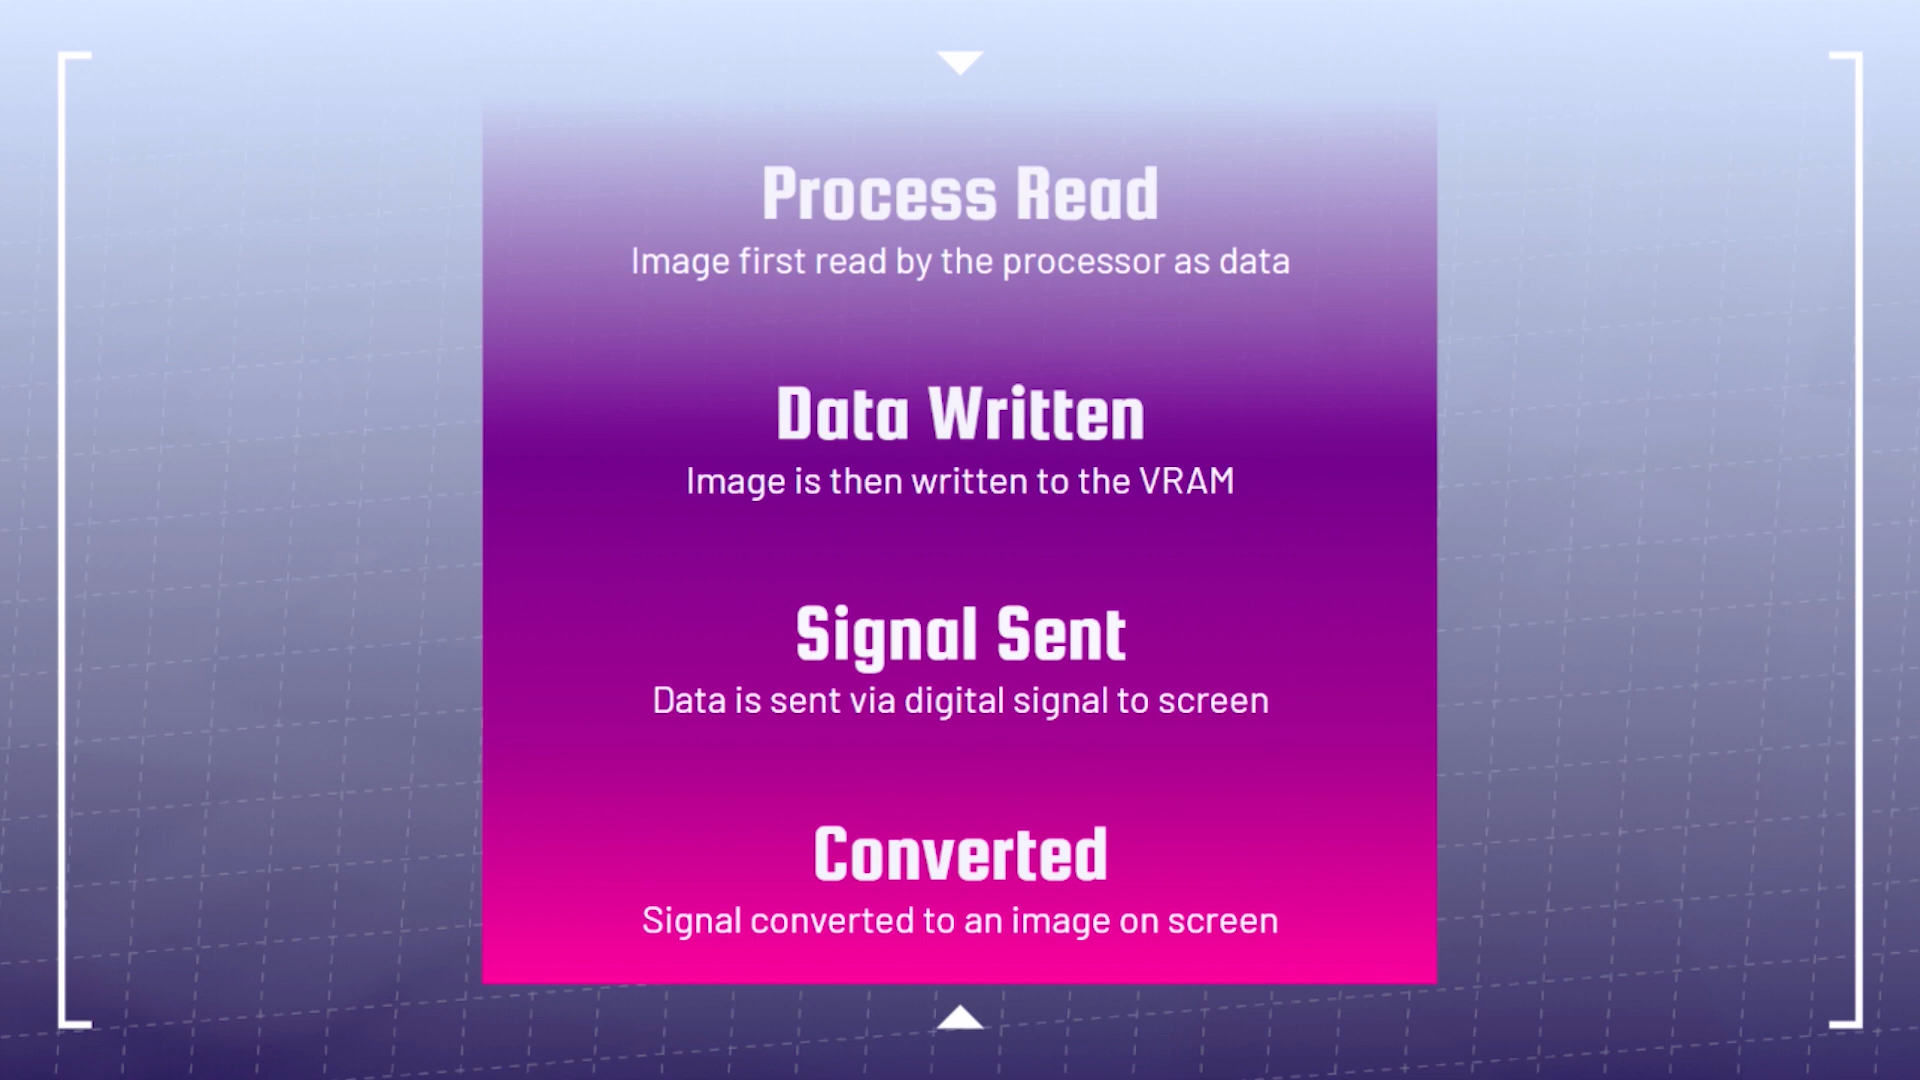 Process Read
Image first read by the processor as data
Data Written
Image is then written to the VRAM
Signal Sent
Data is sent via digital signal to screen
Converted
Signal converted to an image on screen